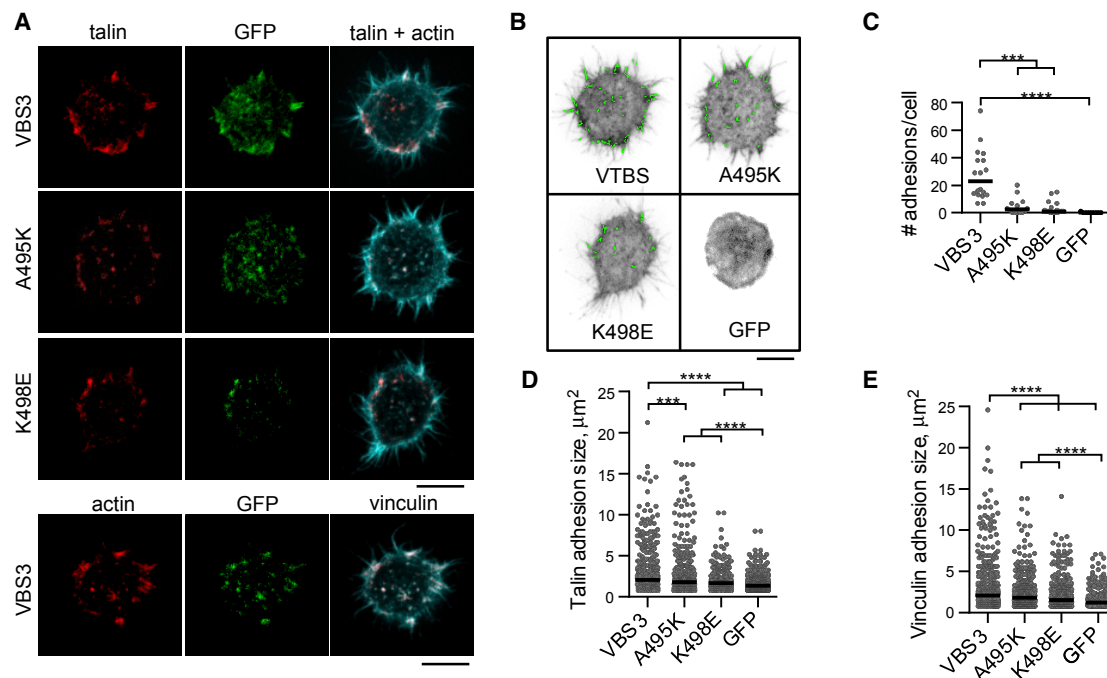 A
talin GFP talin + actin
VBS3
A495K
K498E
actin GFP vinculin
VBS3
B
VTBS A495K
K498E GFP
C
***
****
# adhesions/cell
80
60
40
20
0
VBS3 A495K K498E GFP
D
****
***
****
Talin adhesion size, µm²
25
20
15
10
5
0
VBS3 A495K K498E GFP
E
****
****
Vinculin adhesion size, µm²
25
20
15
10
5
0
VBS3 A495K K498E GFP